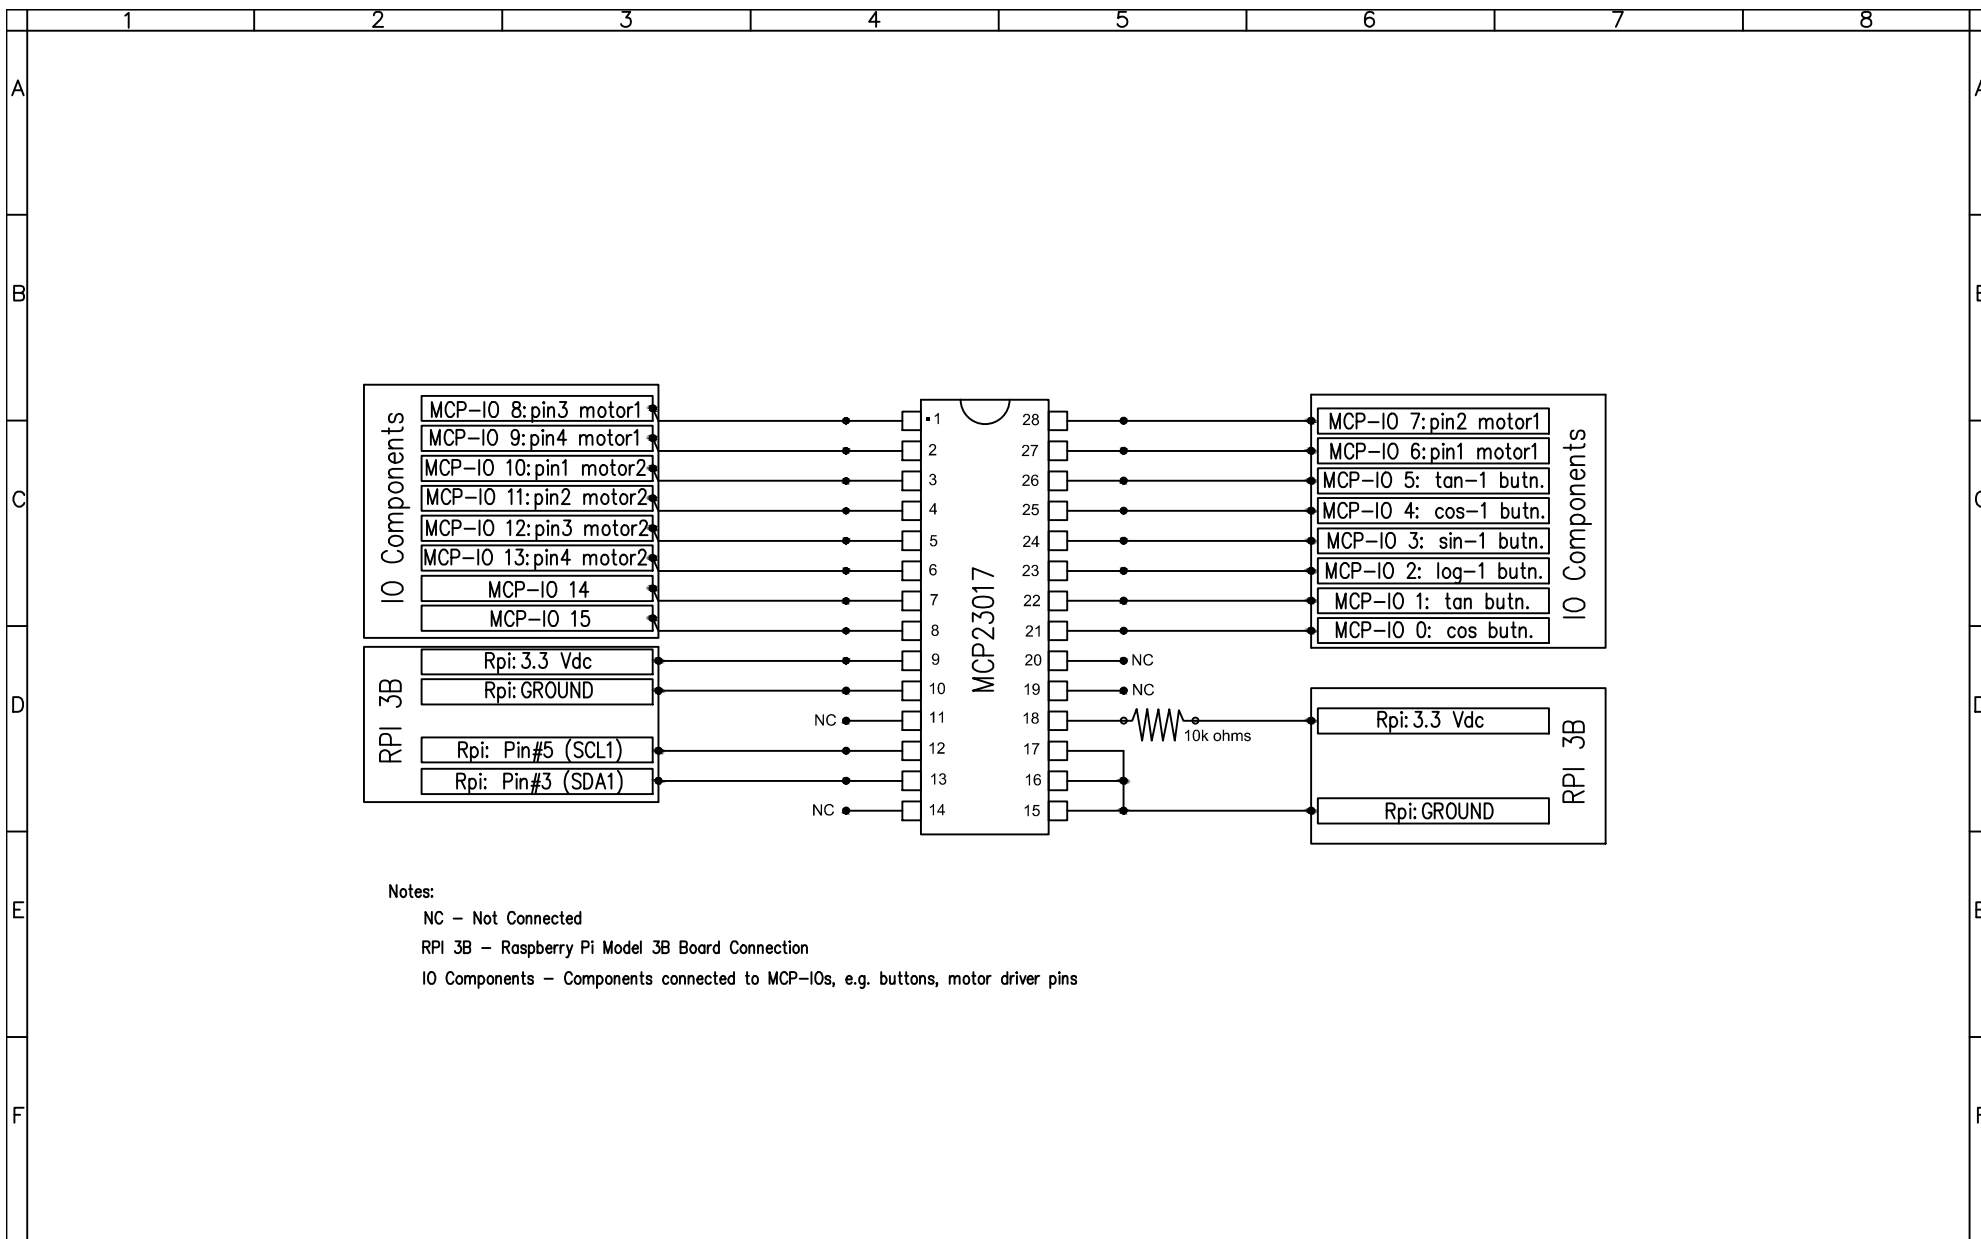 1 2 3 4 5 6 7 8
A A
B B
C C
D D
E E
F F
IO Components
MCP-IO 8:pin3 motor1
MCP-IO 9:pin4 motor1
MCP-IO 10:pin1 motor2
MCP-IO 11:pin2 motor2
MCP-IO 12:pin3 motor2
MCP-IO 13:pin4 motor2
MCP-IO 14
MCP-IO 15
RPI 3B
Rpi:3.3 Vdc
Rpi:GROUND
Rpi: Pin#5 (SCL1)
Rpi: Pin#3 (SDA1)
NC
NC
MCP23017
1 28
2 27
3 26
4 25
5 24
6 23
7 22
8 21
9 20
10 19
11 18
12 17
13 16
14 15
NC
NC
10k ohms
MCP-IO 7:pin2 motor1
MCP-IO 6:pin1 motor1
MCP-IO 5: tan-1 butn.
MCP-IO 4: cos-1 butn.
MCP-IO 3: sin-1 butn.
MCP-IO 2: log-1 butn.
MCP-IO 1: tan butn.
MCP-IO 0: cos butn.
IO Components
Rpi:3.3 Vdc
Rpi:GROUND
RPI 3B
Notes:
NC - Not Connected
RPI 3B - Raspberry Pi Model 3B Board Connection
IO Components - Components connected to MCP-IOs, e.g. buttons, motor driver pins